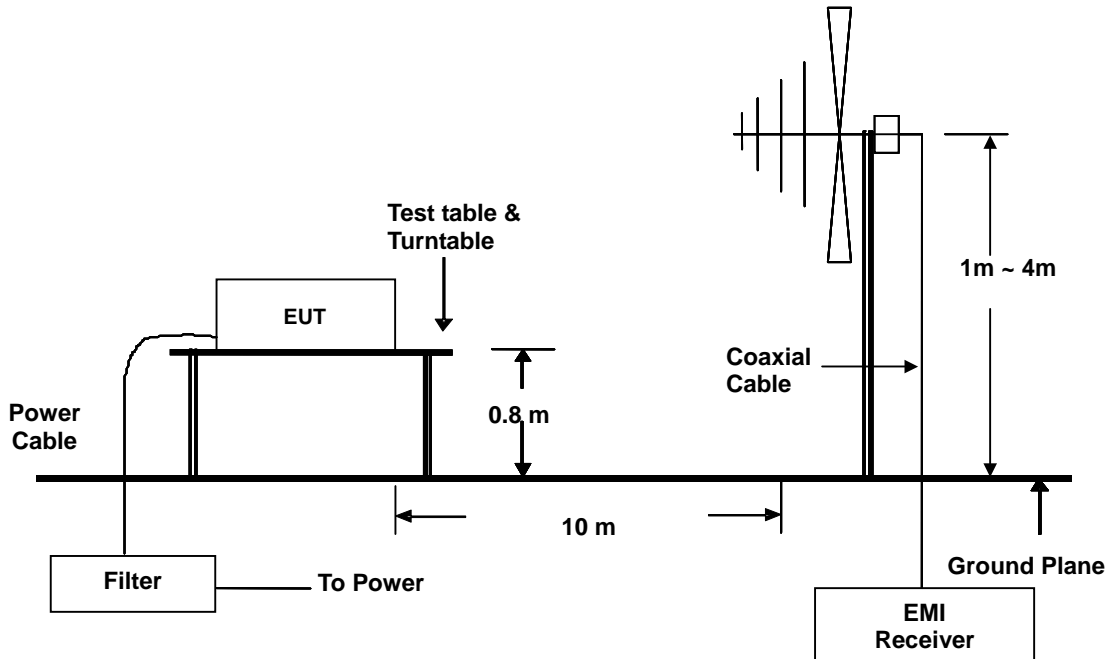 Test table &
Turntable
EUT
1m ~ 4m
Coaxial
Cable
0.8 m
Power
Cable
10 m
Filter
To Power
Ground Plane
EMI
Receiver